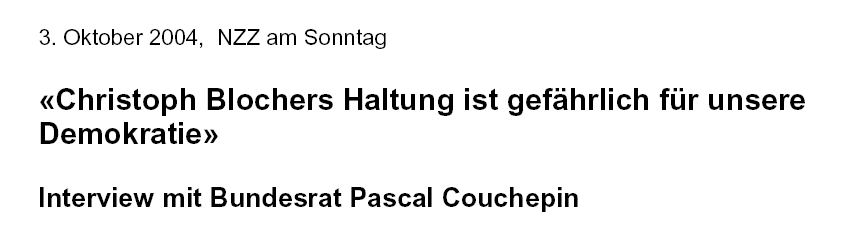 3. Oktober 2004,  NZZ am Sonntag
«Christoph Blochers Haltung ist gefährlich für unsere
Demokratie»
Interview mit Bundesrat Pascal Couchepin